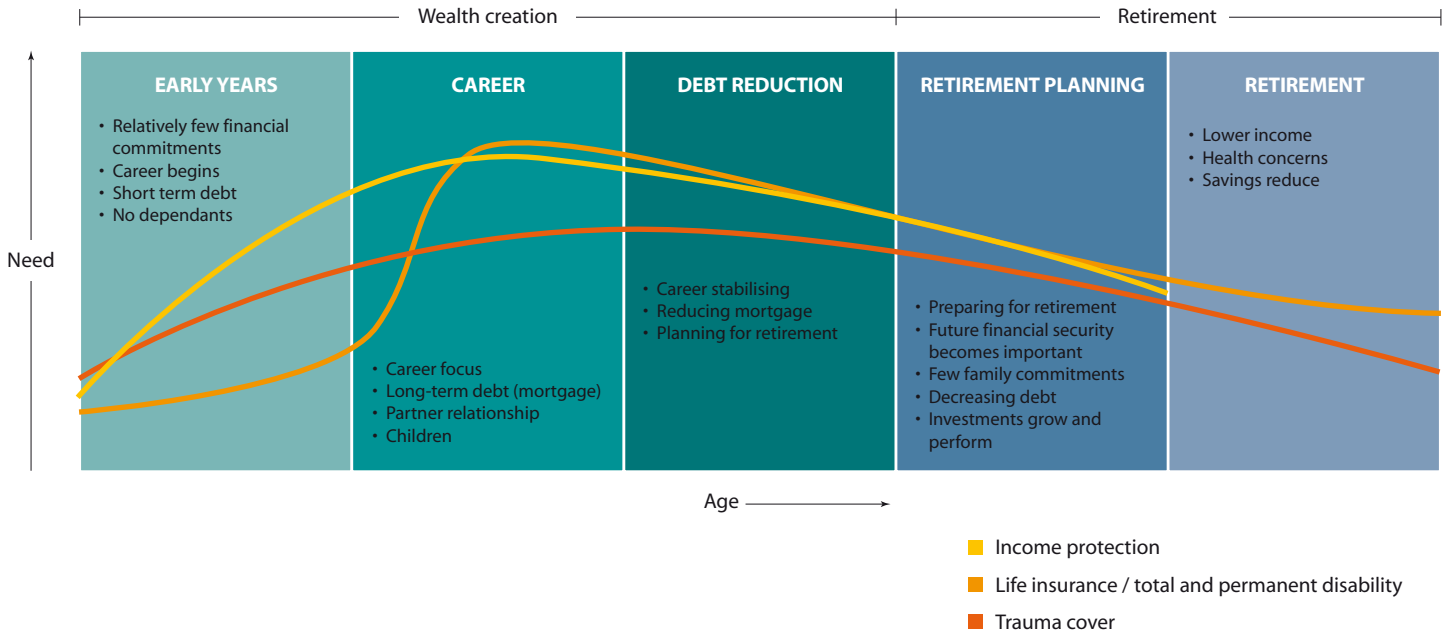 Wealth creation
Retirement
EARLY YEARS
• Relatively few financial
commitments
• Career begins
• Short term debt
• No dependants
CAREER
• Career focus
• Long-term debt (mortgage)
• Partner relationship
• Children
DEBT REDUCTION
• Career stabilising
• Reducing mortgage
• Planning for retirement
RETIREMENT PLANNING
• Preparing for retirement
• Future financial security
becomes important
• Few family commitments
• Decreasing debt
• Investments grow and
perform
RETIREMENT
• Lower income
• Health concerns
• Savings reduce
Need
Age
Income protection
Life insurance / total and permanent disability
Trauma cover